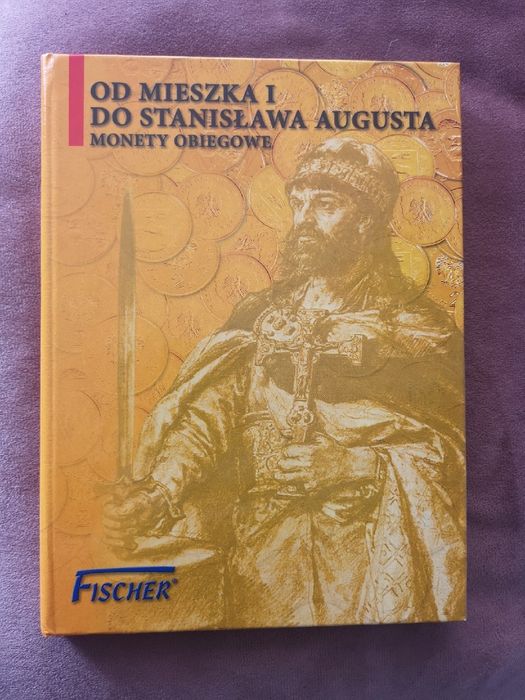 OD MIESZKA I
DO STANISŁAWA AUGUSTA
MONETY OBIEGOWE
FISCHER®